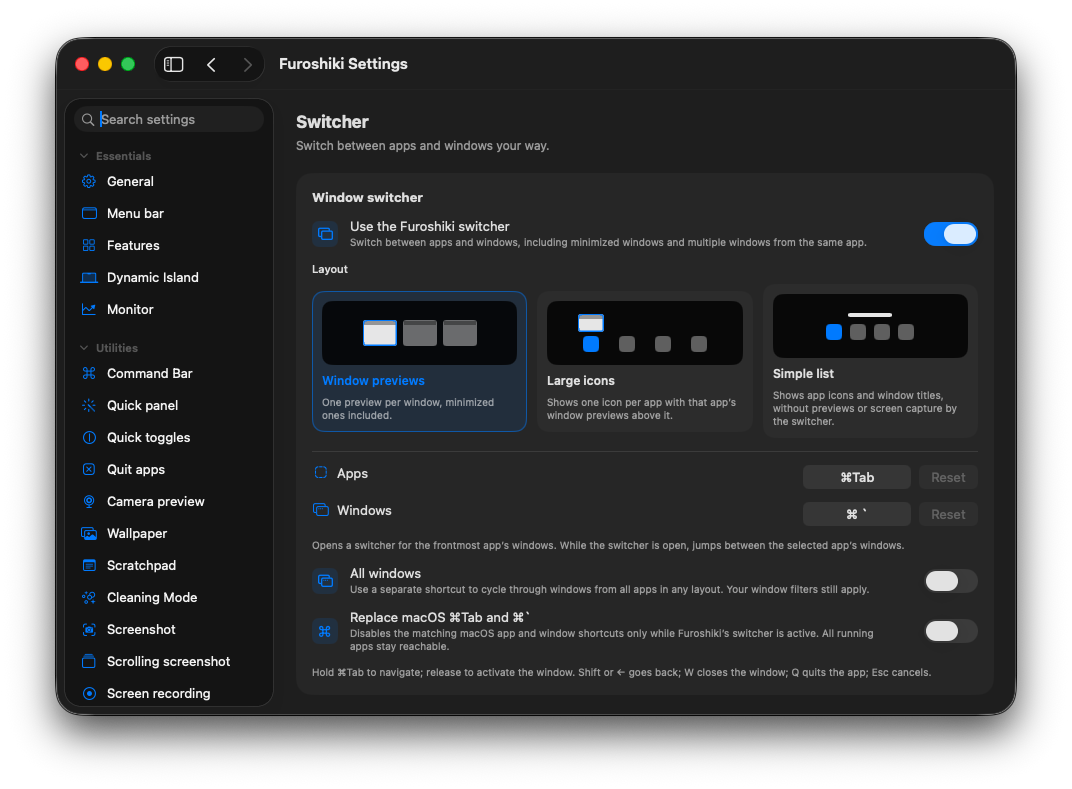 Furoshiki Settings
Search settings
Essentials
General
Menu bar
Features
Dynamic Island
Monitor
Utilities
Command Bar
Quick panel
Quick toggles
Quit apps
Camera preview
Wallpaper
Scratchpad
Cleaning Mode
Screenshot
Scrolling screenshot
Screen recording
Switcher
Switch between apps and windows your way.
Window switcher
Use the Furoshiki switcher
Switch between apps and windows, including minimized windows and multiple windows from the same app.
Layout
Window previews
One preview per window, minimized
ones included.
Large icons
Shows one icon per app with that app's
window previews above it.
Simple list
Shows app icons and window titles,
without previews or screen capture by
the switcher.
Apps
⌘Tab
Reset
Windows
⌘ `
Reset
Opens a switcher for the frontmost app's windows. While the switcher is open, jumps between the selected app's windows.
All windows
Use a separate shortcut to cycle through windows from all apps in any layout. Your window filters still apply.
Replace macOS ⌘Tab and ⌘`
Disables the matching macOS app and window shortcuts only while Furoshiki's switcher is active. All running
apps stay reachable.
Hold ⌘Tab to navigate; release to activate the window. Shift or ← goes back; W closes the window; Q quits the app; Esc cancels.